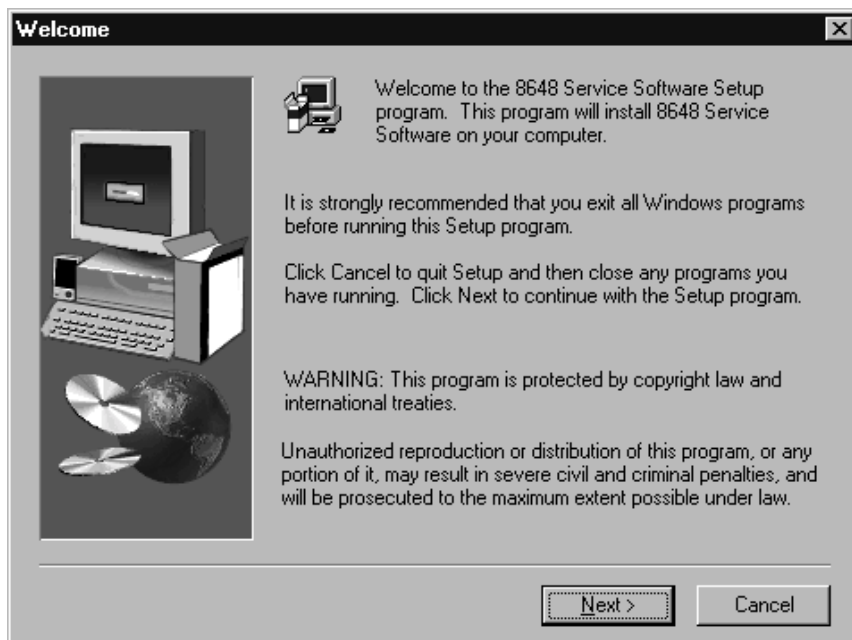 Welcome
Welcome to the 8648 Service Software Setup
program.  This program will install 8648 Service
Software on your computer.
It is strongly recommended that you exit all Windows programs
before running this Setup program.
Click Cancel to quit Setup and then close any programs you
have running.  Click Next to continue with the Setup program.
WARNING: This program is protected by copyright law and
international treaties.
Unauthorized reproduction or distribution of this program, or any
portion of it, may result in severe civil and criminal penalties, and
will be prosecuted to the maximum extent possible under law.
Next >
Cancel